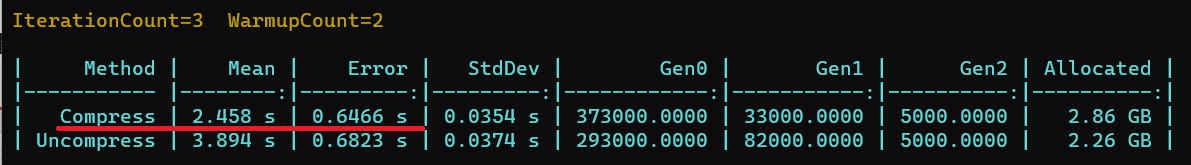 IterationCount=3  WarmupCount=2
|     Method |    Mean |    Error |   StdDev |        Gen0 |       Gen1 |      Gen2 | Allocated |
|----------- |--------:|---------:|---------:|------------:|-----------:|----------:|----------:|
|   Compress | 2.458 s | 0.6466 s | 0.0354 s | 373000.0000 | 33000.0000 | 5000.0000 |   2.86 GB |
| Uncompress | 3.894 s | 0.6823 s | 0.0374 s | 293000.0000 | 82000.0000 | 5000.0000 |   2.26 GB |